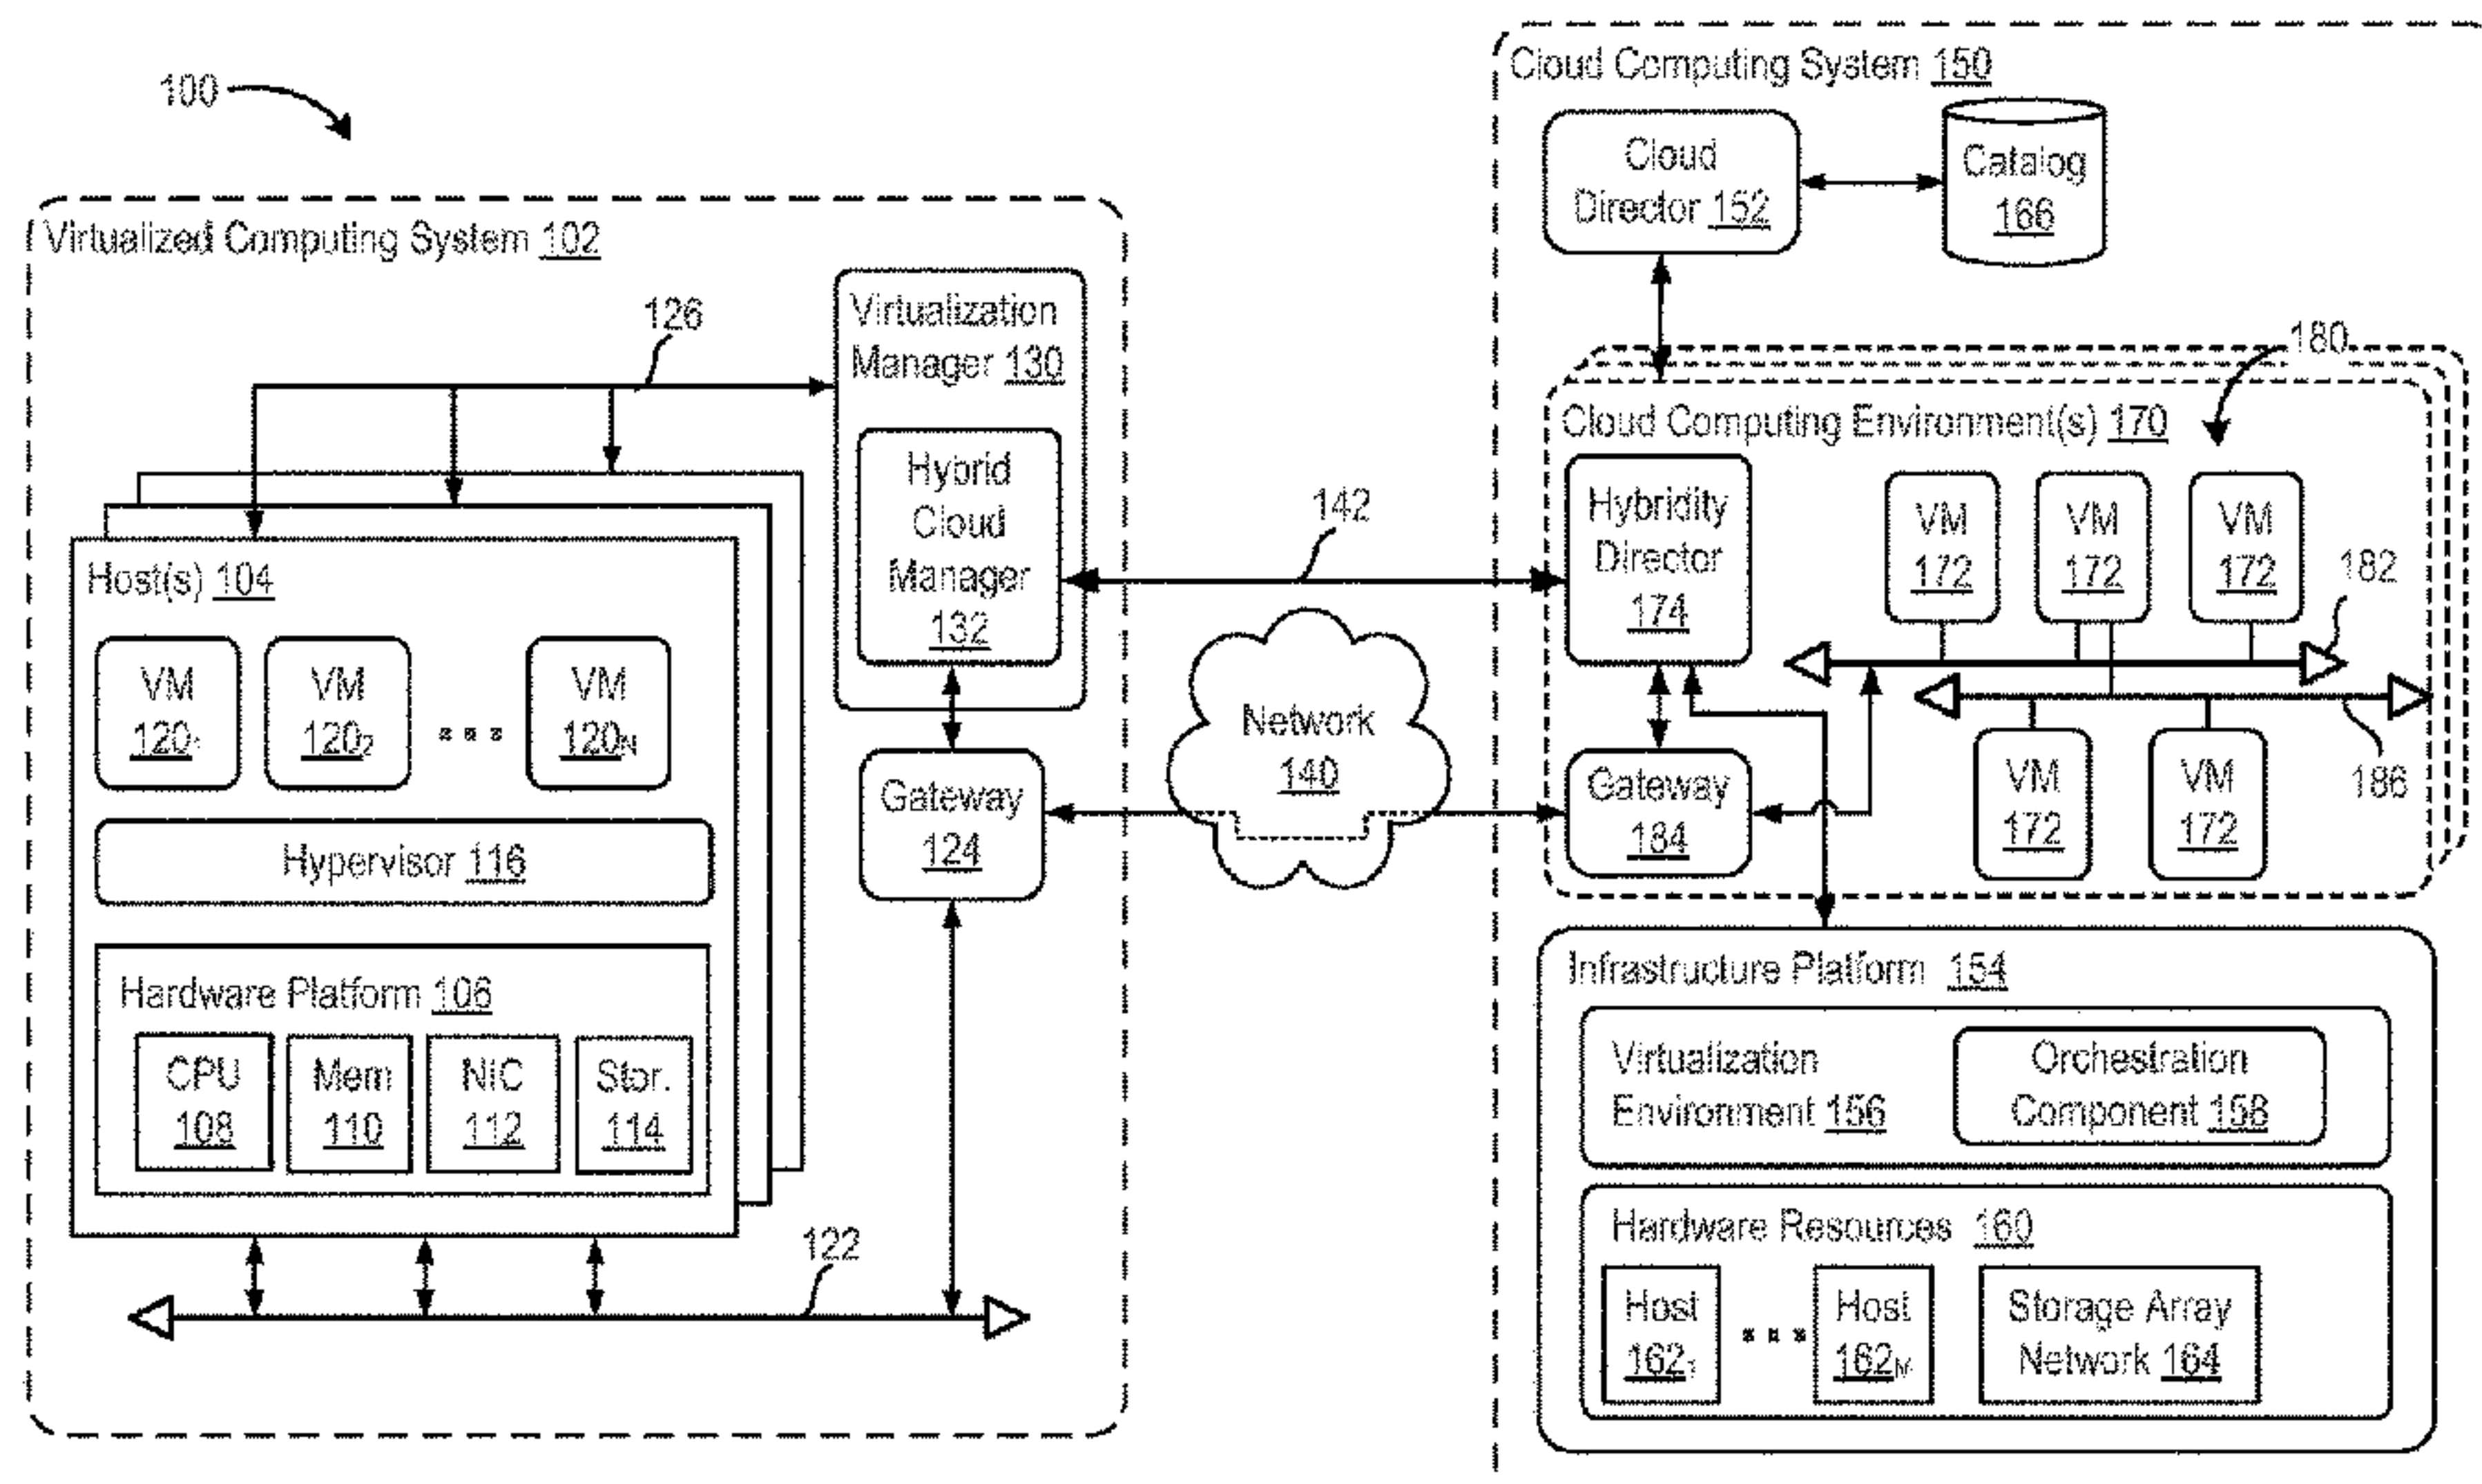 100
Virtualized Computing System 102
126
Virtualization
Manager 130
Hybrid
Cloud
Manager
132
Host(s) 104
VM
120₁
VM
120₂
▪▪▪
VM
120N
Hypervisor 116
Gateway
124
Hardware Platform 106
CPU
108
Mem
110
NIC
112
Stor.
114
122
142
Network
140
Cloud Computing System 150
Cloud
Director 152
Catalog
166
180
Cloud Computing Environment(s) 170
Hybridity
Director
174
VM
172
VM
172
VM
172
182
Gateway
184
VM
172
VM
172
186
Infrastructure Platform 154
Virtualization
Environment 156
Orchestration
Component 158
Hardware Resources 160
Host
162₁
▪▪▪
Host
162M
Storage Array
Network 164